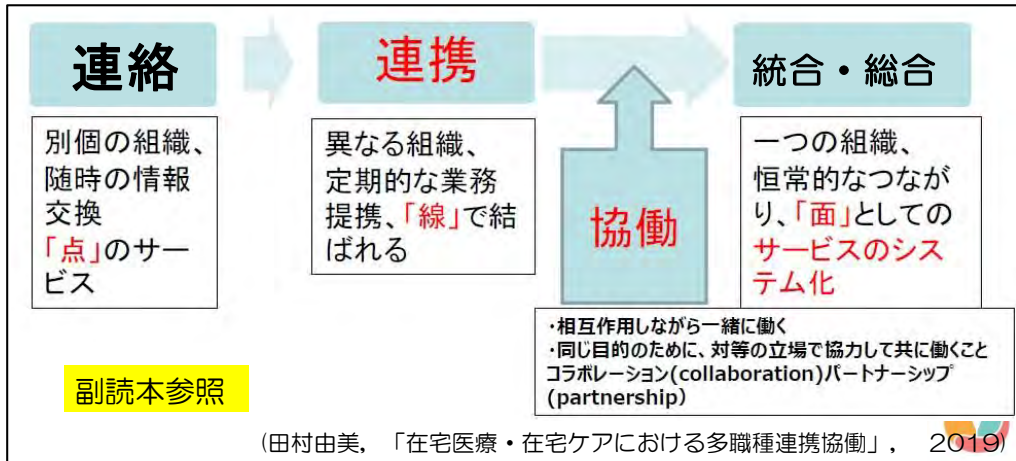 連絡
連携
統合・総合
別個の組織、
随時の情報
交換
「点」のサー
ビス
異なる組織、
定期的な業務
提携、「線」で結
ばれる
協働
一つの組織、
恒常的なつなが
り、「面」としての
サービスのシス
テム化
・相互作用しながら一緒に働く
・同じ目的のために、対等の立場で協力して共に働くこと
コラボレーション(collaboration)パートナーシップ
(partnership)
副読本参照
(田村由美, 「在宅医療・在宅ケアにおける多職種連携協働」, 2019)